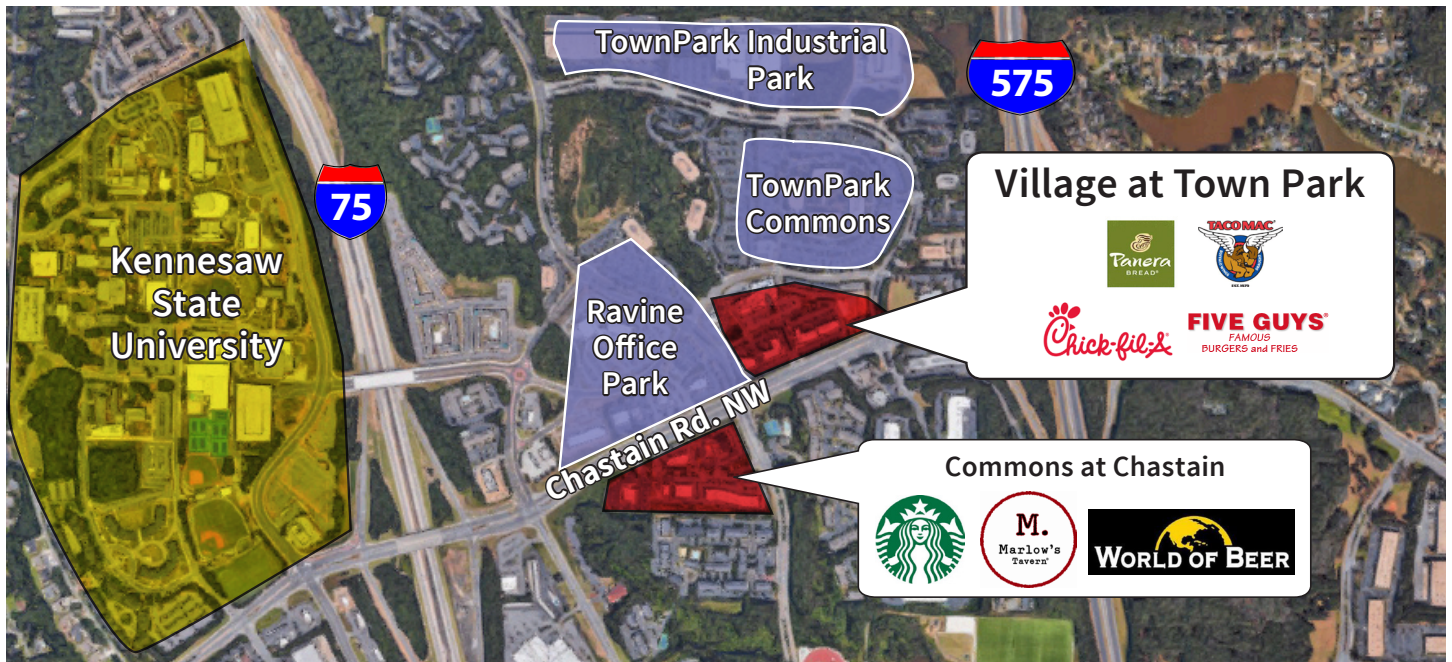 TownPark Industrial
Park
575
75
TownPark
Commons
Kennesaw
State
University
Ravine
Office
Park
Chastain Rd. NW
Village at Town Park
Panera
BREAD®
TACO MAC
EST. 1979
Chick-fil-A
FIVE GUYS®
FAMOUS
BURGERS and FRIES
Commons at Chastain
M.
Marlow's
Tavern
WORLD OF BEER